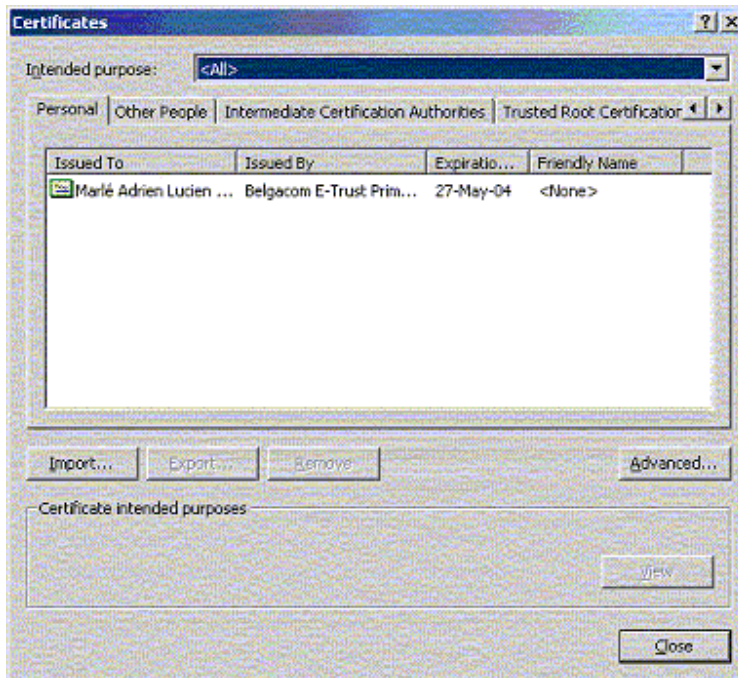 Certificates
Intended purpose: <All>
Personal Other People Intermediate Certification Authorities Trusted Root Certification
Issued To Issued By Expiratio... Friendly Name
Marlé Adrien Lucien ... Belgacom E-Trust Prim... 27-May-04 <None>
Import... Export... Remove Advanced...
Certificate intended purposes
View
Close